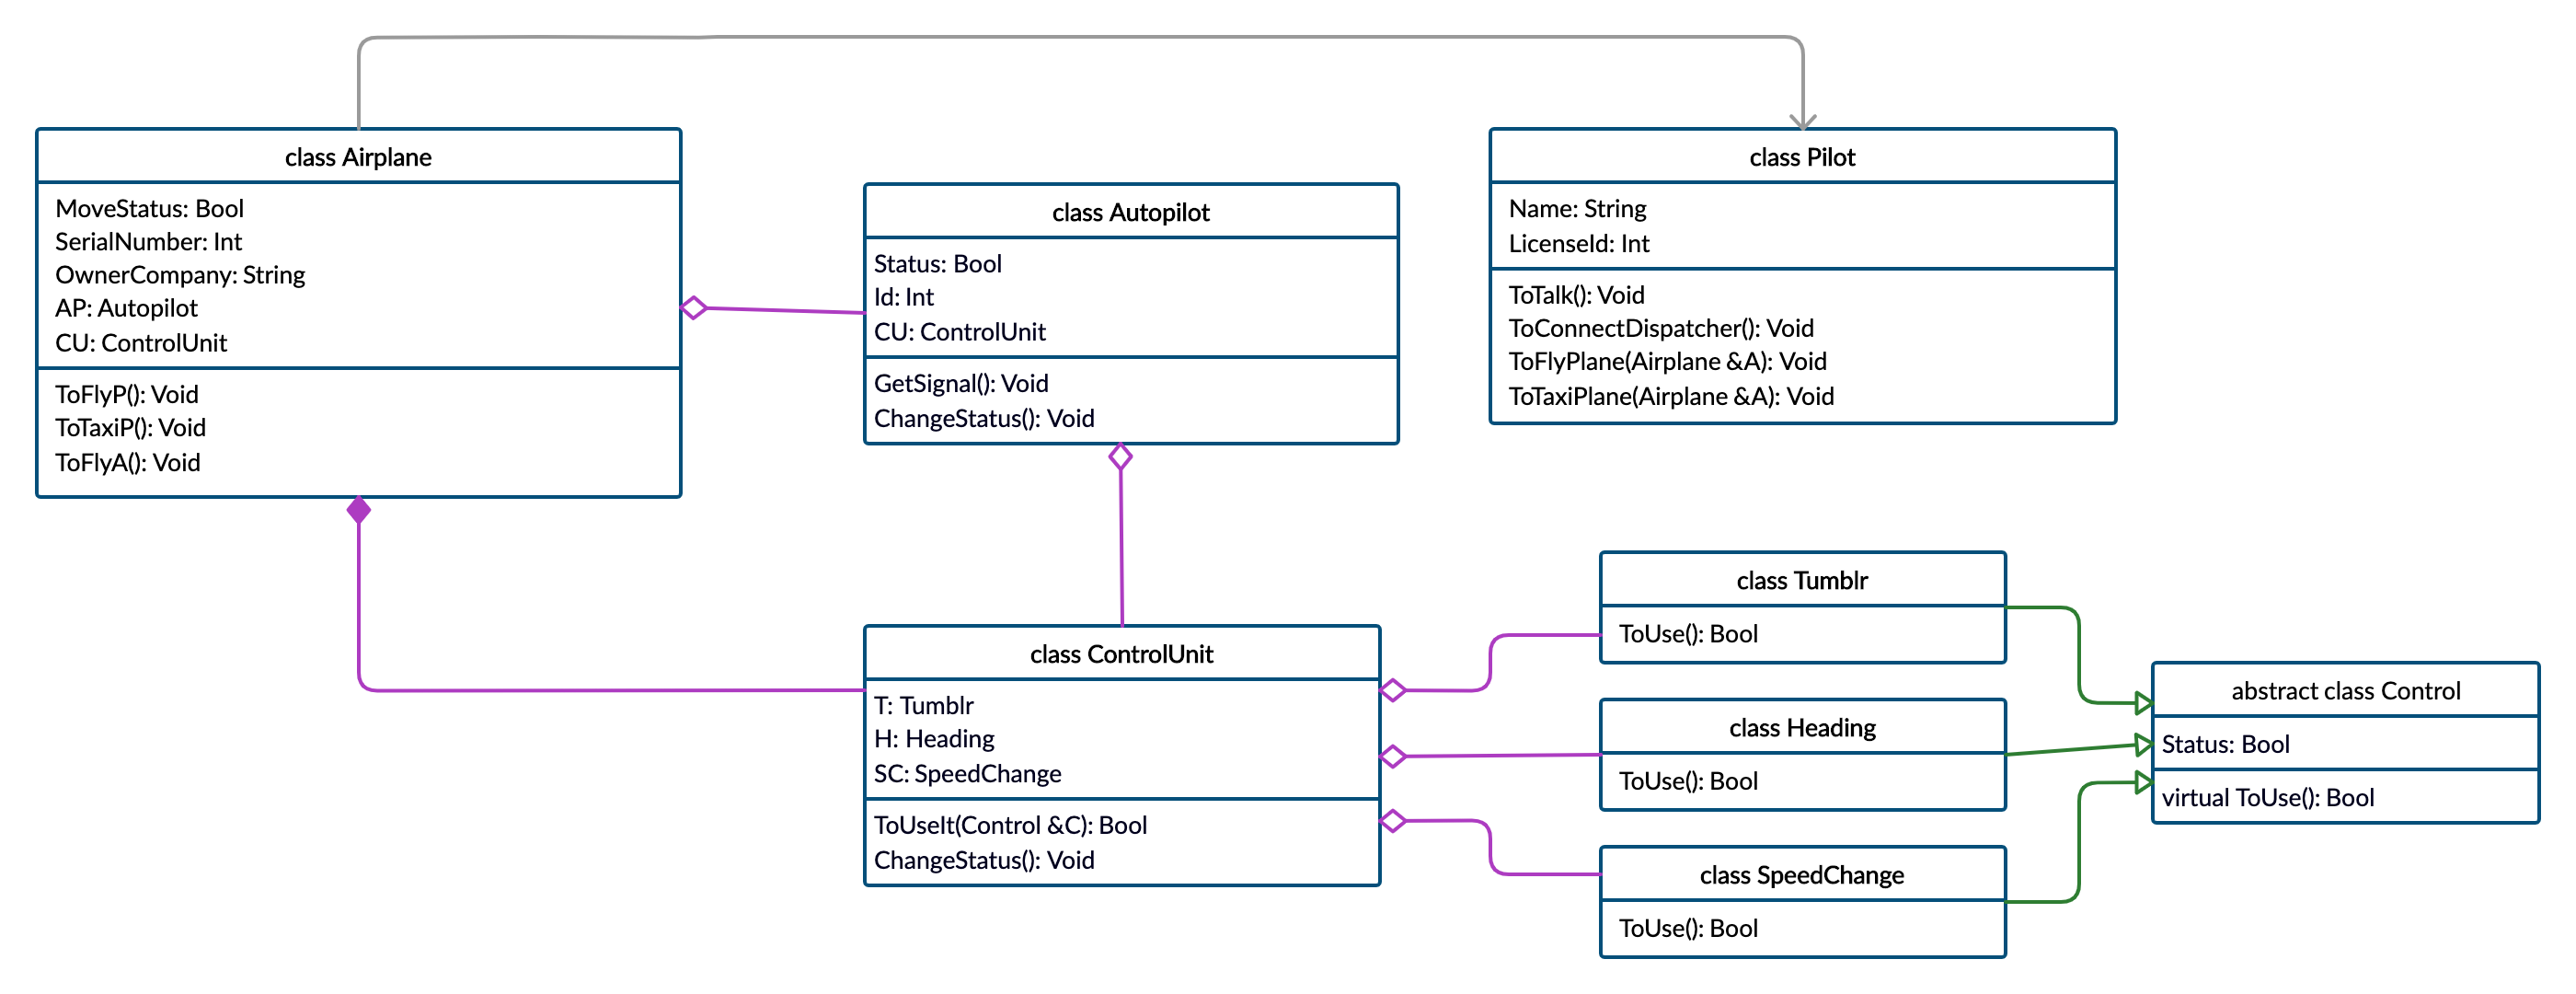 class Airplane
MoveStatus: Bool
SerialNumber: Int
OwnerCompany: String
AP: Autopilot
CU: ControlUnit
ToFlyP(): Void
ToTaxiP(): Void
ToFlyA(): Void
class Autopilot
Status: Bool
Id: Int
CU: ControlUnit
GetSignal(): Void
ChangeStatus(): Void
class Pilot
Name: String
LicenseId: Int
ToTalk(): Void
ToConnectDispatcher(): Void
ToFlyPlane(Airplane &A): Void
ToTaxiPlane(Airplane &A): Void
class ControlUnit
T: Tumblr
H: Heading
SC: SpeedChange
ToUseIt(Control &C): Bool
ChangeStatus(): Void
class Tumblr
ToUse(): Bool
class Heading
ToUse(): Bool
class SpeedChange
ToUse(): Bool
abstract class Control
Status: Bool
virtual ToUse(): Bool